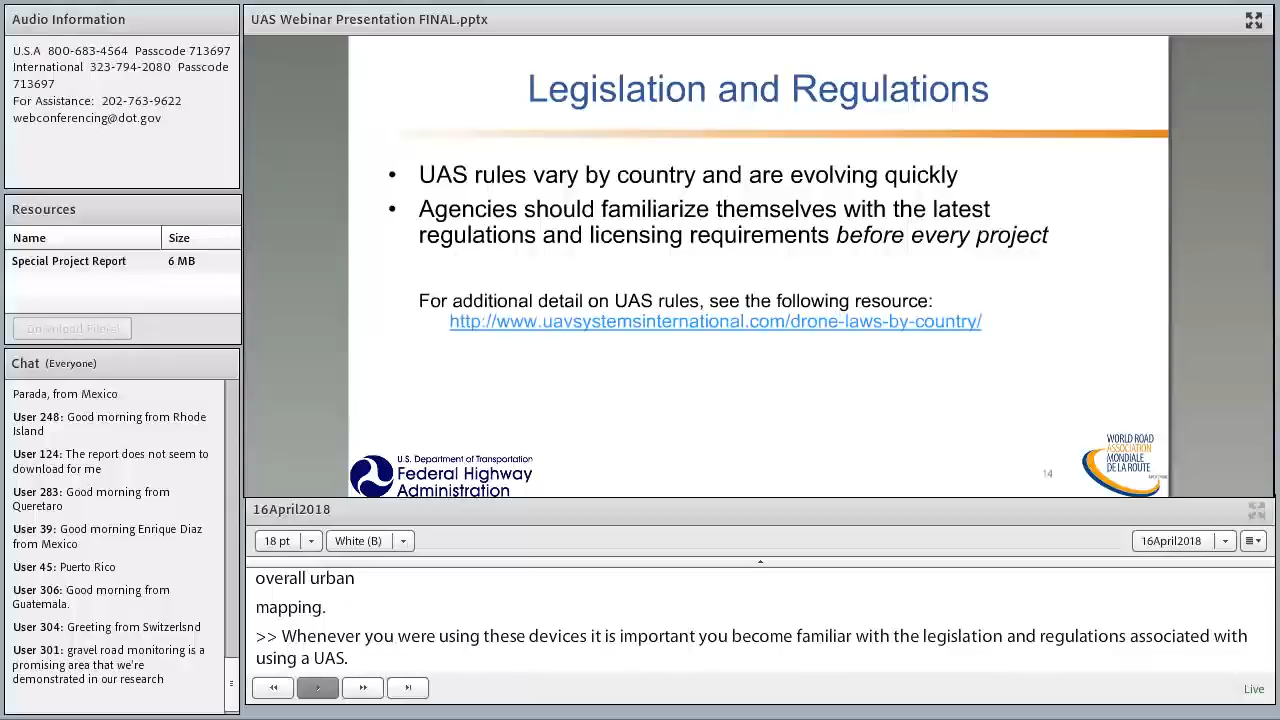 Audio Information
U.S.A 800-683-4564 Passcode 713697
International 323-794-2080 Passcode
713697
For Assistance: 202-763-9622
webconferencing@dot.gov
Resources
Name Size
Special Project Report 6 MB
Download File(s)
Chat (Everyone)
Parada, from Mexico
User 248: Good morning from Rhode
Island
User 124: The report does not seem to
download for me
User 283: Good morning from
Queretaro
User 39: Good morning Enrique Diaz
from Mexico
User 45: Puerto Rico
User 306: Good morning from
Guatemala.
User 304: Greeting from Switzerlsnd
User 301: gravel road monitoring is a
promising area that we're
demonstrated in our research
UAS Webinar Presentation FINAL.pptx
Legislation and Regulations
• UAS rules vary by country and are evolving quickly
• Agencies should familiarize themselves with the latest
regulations and licensing requirements before every project
For additional detail on UAS rules, see the following resource:
http://www.uavsystemsinternational.com/drone-laws-by-country/
U.S. Department of Transportation
Federal Highway
Administration
14
WORLD ROAD
ASSOCIATION
MONDIALE
DE LA ROUTE
16April2018
18 pt White (B) 16April2018
overall urban
mapping.
>> Whenever you were using these devices it is important you become familiar with the legislation and regulations associated with
using a UAS.
Live